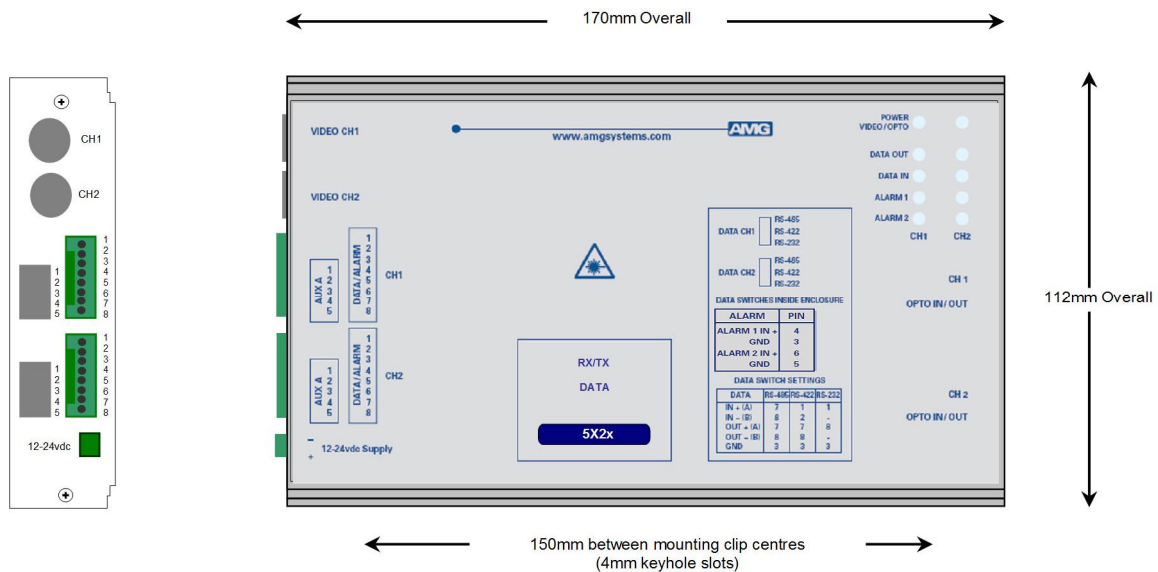 170mm Overall
CH1
CH2
1
2
3
4
5
6
7
8
1
2
3
4
5
1
2
3
4
5
6
7
8
1
2
3
4
5
12-24vdc
VIDEO CH1
www.amgsystems.com
AMG
POWER
VIDEO/OPTO
DATA OUT
DATA IN
ALARM 1
ALARM 2
CH1 CH2
VIDEO CH2
AUX A
1
2
3
4
5
DATA/ALARM
1
2
3
4
5
6
7
8
CH1
AUX A
1
2
3
4
5
DATA/ALARM
1
2
3
4
5
6
7
8
CH2
- 
+ 12-24vdc Supply
RX/TX
DATA
5X2x
DATA CH1
RS-485
RS-422
RS-232
DATA CH2
RS-485
RS-422
RS-232
DATA SWITCHES INSIDE ENCLOSURE
ALARM PIN
ALARM 1 IN + 4
GND 3
ALARM 2 IN + 6
GND 5
DATA SWITCH SETTINGS
DATA RS-485 RS-422 RS-232
IN + (A) 7 1 1
IN - (B) 8 2 -
OUT + (A) 7 7 8
OUT - (B) 8 8 -
GND 3 3 3
CH 1
OPTO IN/OUT
CH 2
OPTO IN/OUT
112mm Overall
150mm between mounting clip centres
(4mm keyhole slots)